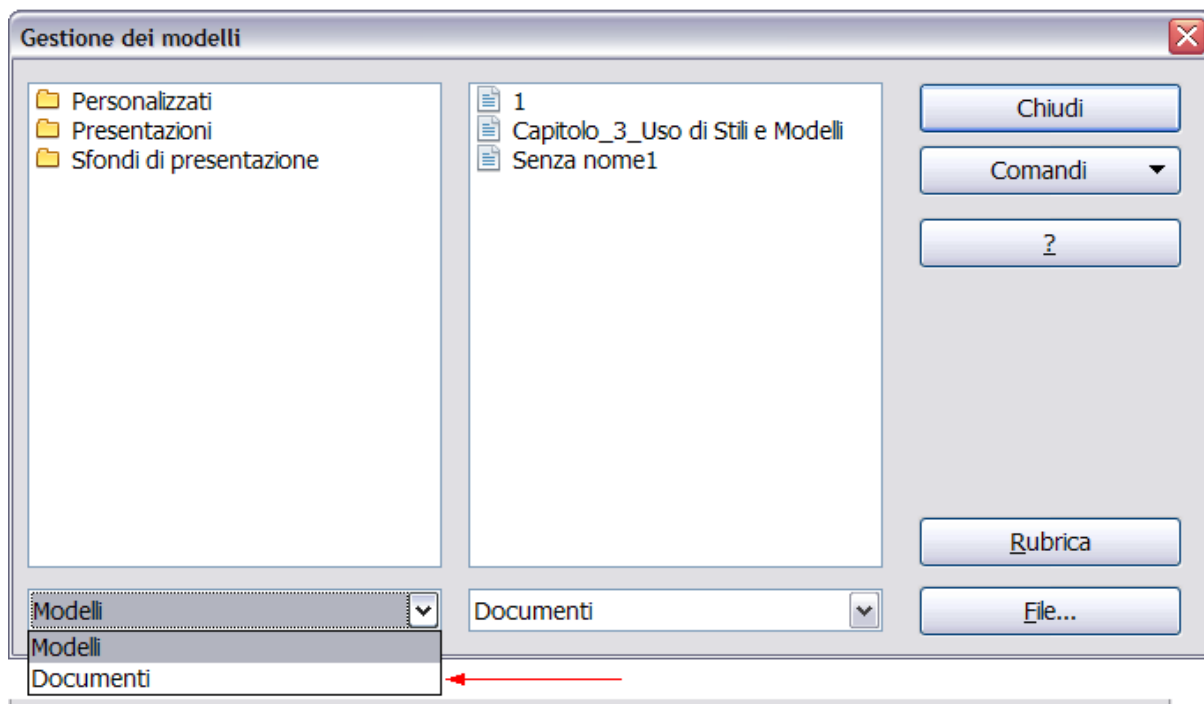 Gestione dei modelli
Personalizzati
Presentazioni
Sfondi di presentazione
1
Capitolo_3_Uso di Stili e Modelli
Senza nome1
Chiudi
Comandi
?
Rubrica
File...
Modelli
Documenti
Modelli
Documenti